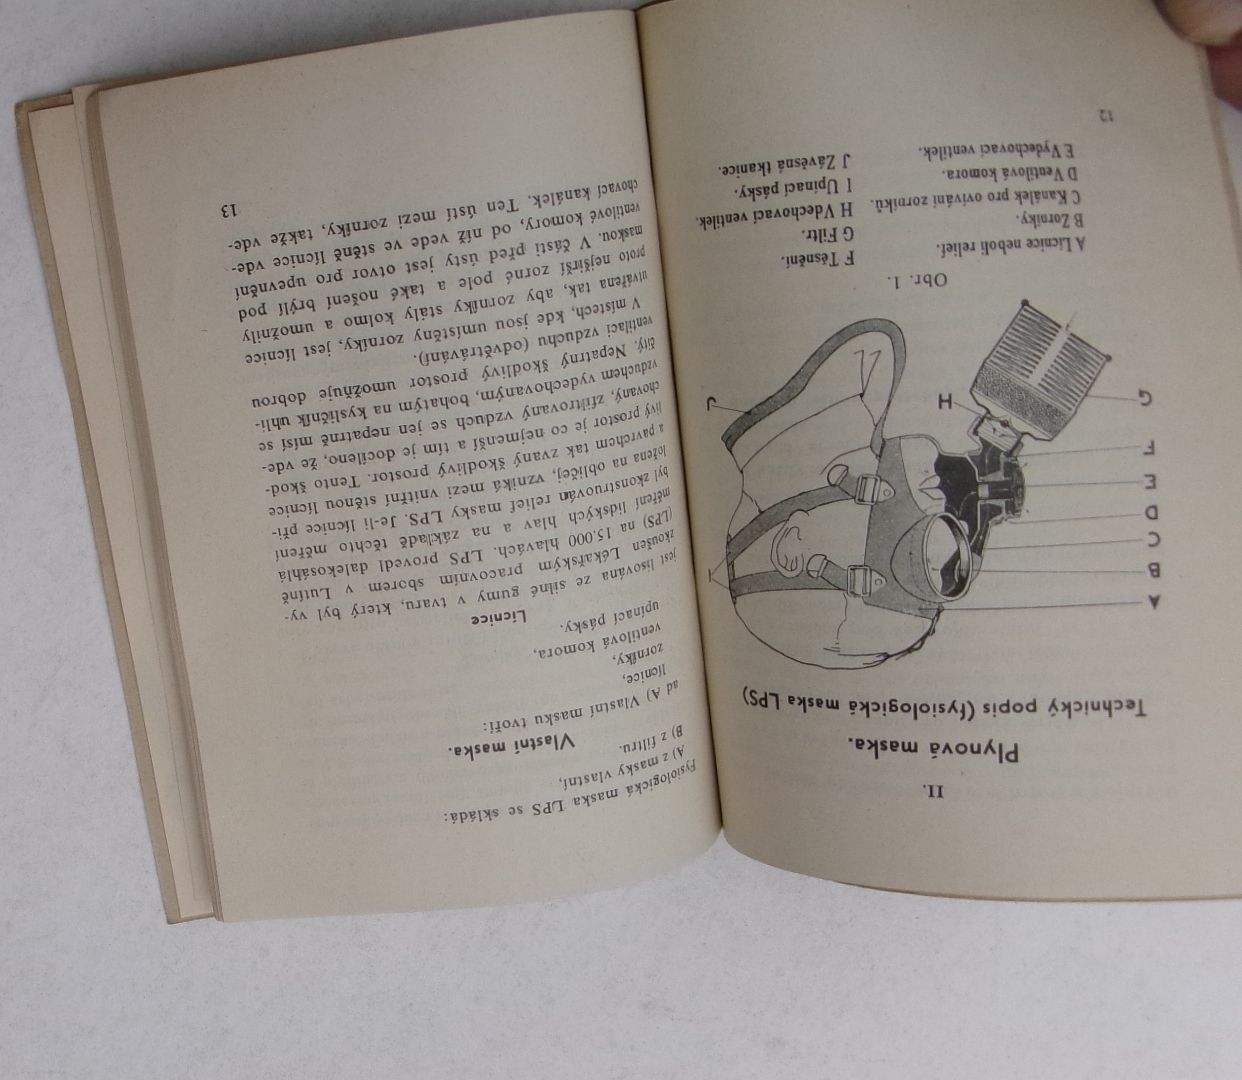 II.
Plynová maska.
Technický popis (fysiologická maska LPS)
A
B
C
D
E
F
G
H
I
J
Obr. 1.
A Lícnice neboli relief.
B Zorníky.
C Kanálek pro ovívání zorníků.
D Ventilová komora.
E Vydechovací ventilek.
F Těsnění.
G Filtr.
H Vdechovací ventilek.
I Upínací pásky.
J Závěsná tkanice.
12
Fysiologická maska LPS se skládá:
A) z masky vlastní,
B) z filtru.
Vlastní maska.
ad A) Vlastní masku tvoří:
lícnice,
zorníky,
ventilová komora,
upínací pásky.
Lícnice
jest lisována ze silné gumy v tvaru, který byl vy-
zkoušen Lékařským pracovním sborem v Lutíně
(LPS) na 15.000 hlavách. LPS provedl dalekosáhlá
měření lidských hlav a na základě těchto měření
byl zkonstruován relief masky LPS. Je-li lícnice při-
ložena na obličej, vzniká mezi vnitřní stěnou lícnice
a povrchem tak zvaný škodlivý prostor. Tento škod-
livý prostor je co nejmenší a tím je docíleno, že vde-
chovaný, zfiltrovaný vzduch se jen nepatrně mísí se
vzduchem vydechovaným, bohatým na kysličník uhli-
čitý. Nepatrný škodlivý prostor umožňuje dobrou
ventilaci vzduchu (odvětrávání).
V místech, kde jsou umístěny zorníky, jest lícnice
utvářena tak, aby zorníky stály kolmo a umožnily
proto nejširší zorné pole a také nošení brýlí pod
maskou. V části před ústy jest otvor pro upevnění
ventilové komory, od níž vede ve stěně lícnice vde-
chovací kanálek. Ten ústí mezi zorníky, takže vde-
13